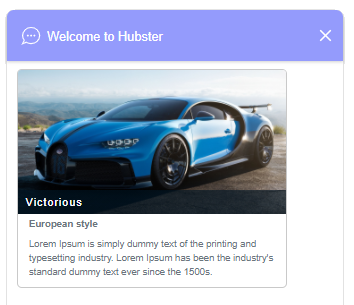 Welcome to Hubster
Victorious
European style
Lorem Ipsum is simply dummy text of the printing and
typesetting industry. Lorem Ipsum has been the industry's
standard dummy text ever since the 1500s.